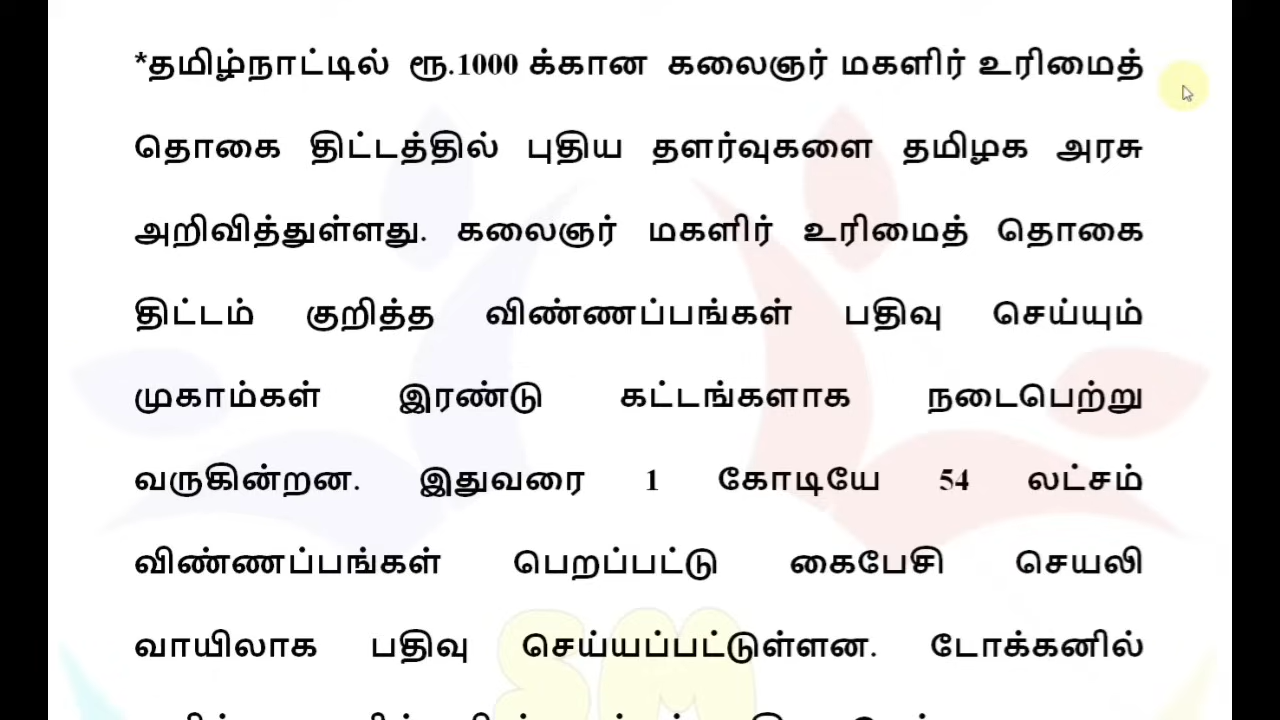 *தமிழ்நாட்டில் ரூ.1000 க்கான கலைஞர் மகளிர் உரிமைத்
தொகை திட்டத்தில் புதிய தளர்வுகளை தமிழக அரசு
அறிவித்துள்ளது. கலைஞர் மகளிர் உரிமைத் தொகை
திட்டம் குறித்த விண்ணப்பங்கள் பதிவு செய்யும்
முகாம்கள் இரண்டு கட்டங்களாக நடைபெற்று
வருகின்றன. இதுவரை 1 கோடியே 54 லட்சம்
விண்ணப்பங்கள் பெறப்பட்டு கைபேசி செயலி
வாயிலாக பதிவு செய்யப்பட்டுள்ளன. டோக்கனில்
SM